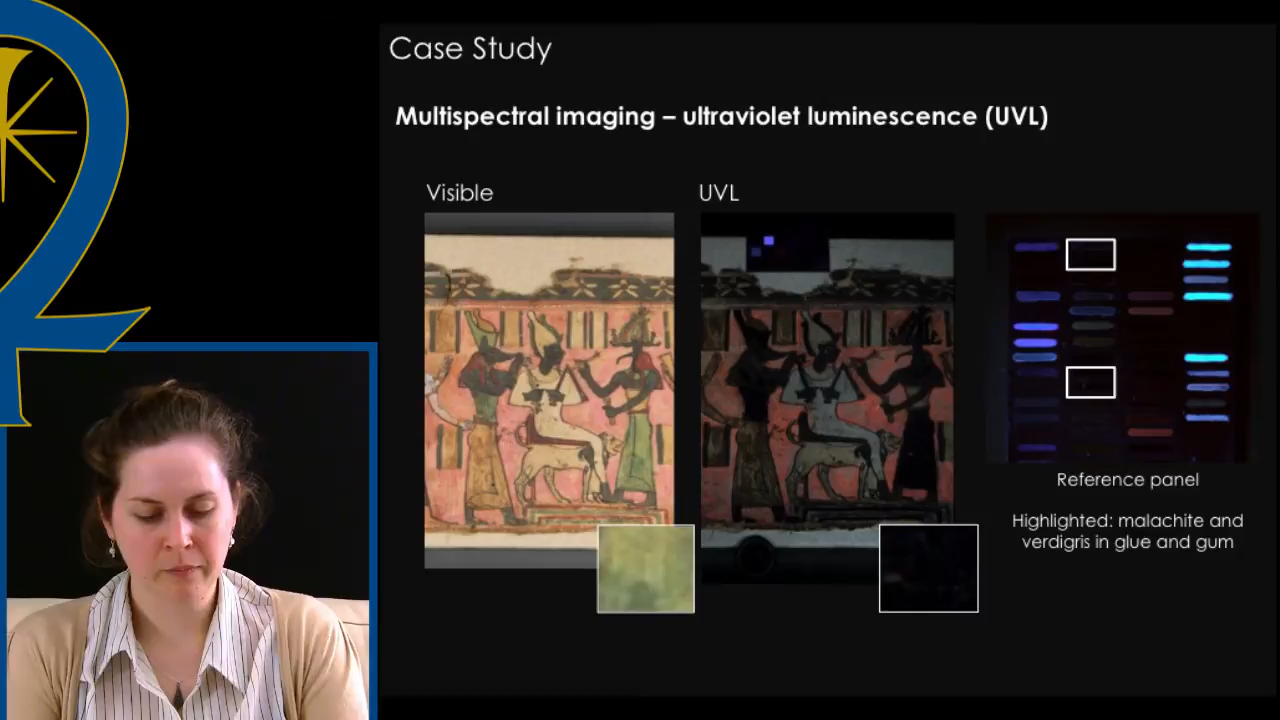 Case Study
Multispectral imaging – ultraviolet luminescence (UVL)
Visible
UVL
Reference panel
Highlighted: malachite and
verdigris in glue and gum